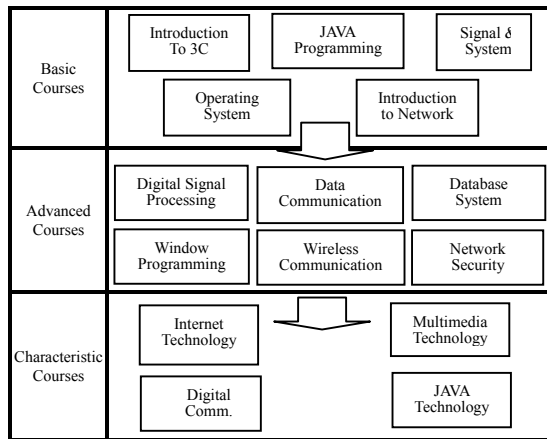 Basic
Courses
Introduction
To 3C
JAVA
Programming
Signal &
System
Operating
System
Introduction
to Network
Advanced
Courses
Digital Signal
Processing
Data
Communication
Database
System
Window
Programming
Wireless
Communication
Network
Security
Characteristic
Courses
Internet
Technology
Multimedia
Technology
Digital
Comm.
JAVA
Technology